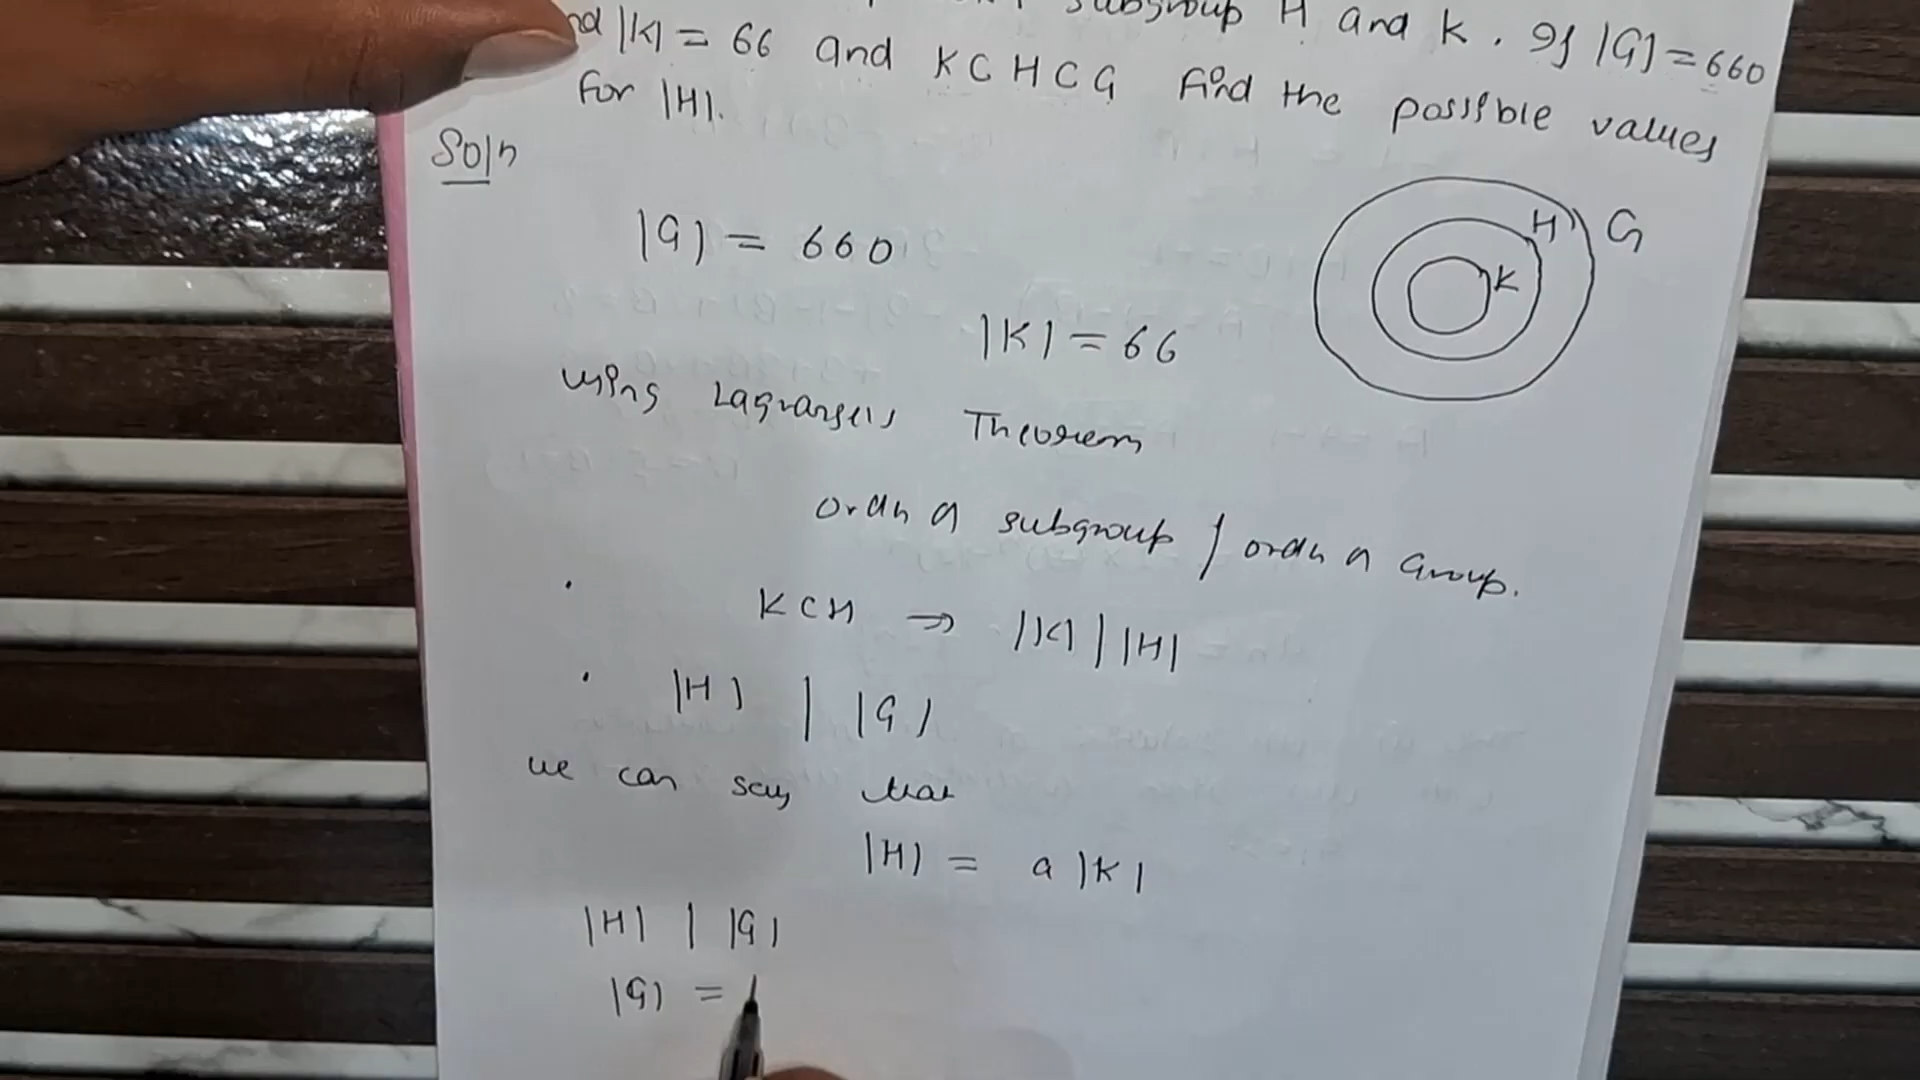 subgroup H and K. If |G| = 660
|K| = 66 and K ⊂ H ⊂ G Find the possible values
for |H|.
Soln
H G
K
|G| = 660
|K| = 66
using Lagrange's Theorem
order of subgroup / order of Group.
K ⊂ H ⇒ |K| | |H|
|H| | |G|
we can say that
|H| = a |K|
|H| | |G|
|G| =